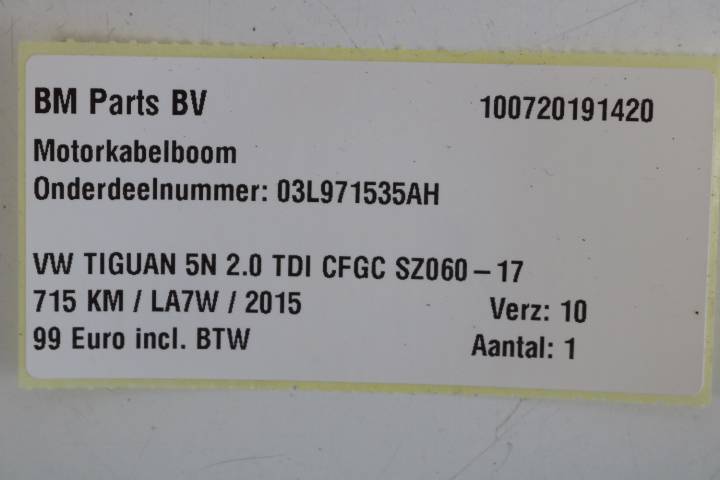 BM Parts BV 100720191420
Motorkabelboom
Onderdeelnummer: 03L971535AH
VW TIGUAN 5N 2.0 TDI CFGC SZ060-17
715 KM / LA7W / 2015 Verz: 10
99 Euro incl. BTW Aantal: 1